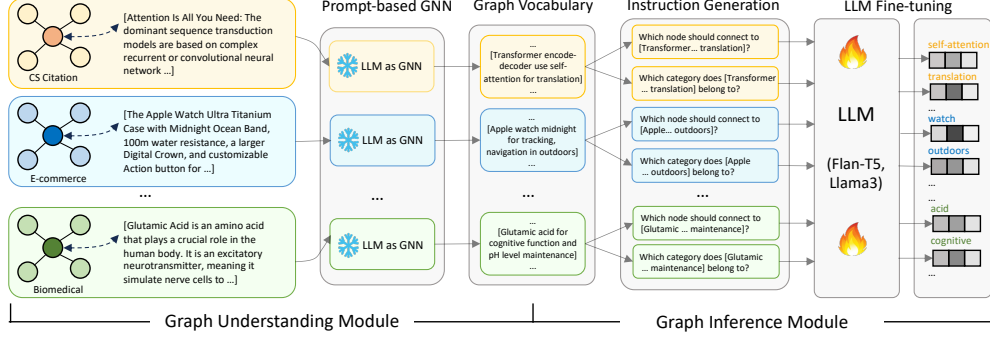 Prompt-based GNN
Graph Vocabulary
Instruction Generation
LLM Fine-tuning
[Attention Is All You Need: The
dominant sequence transduction
models are based on complex
recurrent or convolutional neural
network ...]
CS Citation
[The Apple Watch Ultra Titanium
Case with Midnight Ocean Band,
100m water resistance, a larger
Digital Crown, and customizable
Action button for ...]
E-commerce
...
[Glutamic Acid is an amino acid
that plays a crucial role in the
human body. It is an excitatory
neurotransmitter, meaning it
simulate nerve cells to ...]
Biomedical
LLM as GNN
LLM as GNN
...
LLM as GNN
...
[Transformer encode-
decoder use self-
attention for translation]
...
...
[Apple watch midnight
for tracking,
navigation in outdoors]
...
...
...
[Glutamic acid for
cognitive function and
pH level maintenance]
...
Which node should connect to
[Transformer... translation]?
Which category does [Transformer
... translation] belong to?
Which node should connect to
[Apple... outdoors]?
Which category does [Apple
... outdoors] belong to?
...
Which node should connect to
[Glutamic ... maintenance]?
Which category does [Glutamic
... maintenance] belong to?
LLM
(Flan-T5,
Llama3)
self-attention
translation
...
watch
outdoors
...
...
acid
cognitive
...
Graph Understanding Module
Graph Inference Module